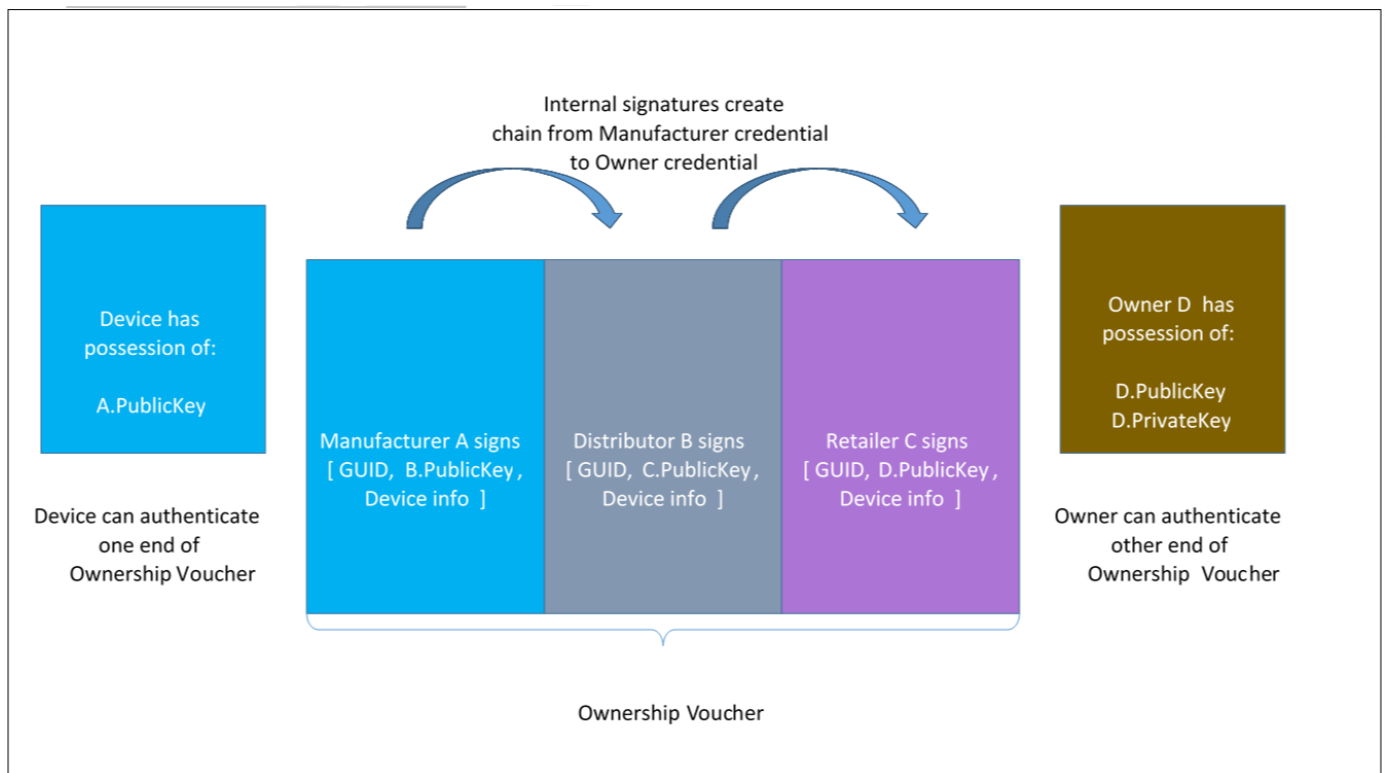 Internal signatures create
chain from Manufacturer credential
to Owner credential
Device has
possession of:
A.PublicKey
Device can authenticate
one end of
Ownership Voucher
Manufacturer A signs
[ GUID, B.PublicKey,
Device info ]
Distributor B signs
[ GUID, C.PublicKey,
Device info ]
Retailer C signs
[ GUID, D.PublicKey,
Device info ]
Owner D has
possession of:
D.PublicKey
D.PrivateKey
Owner can authenticate
other end of
Ownership Voucher
Ownership Voucher